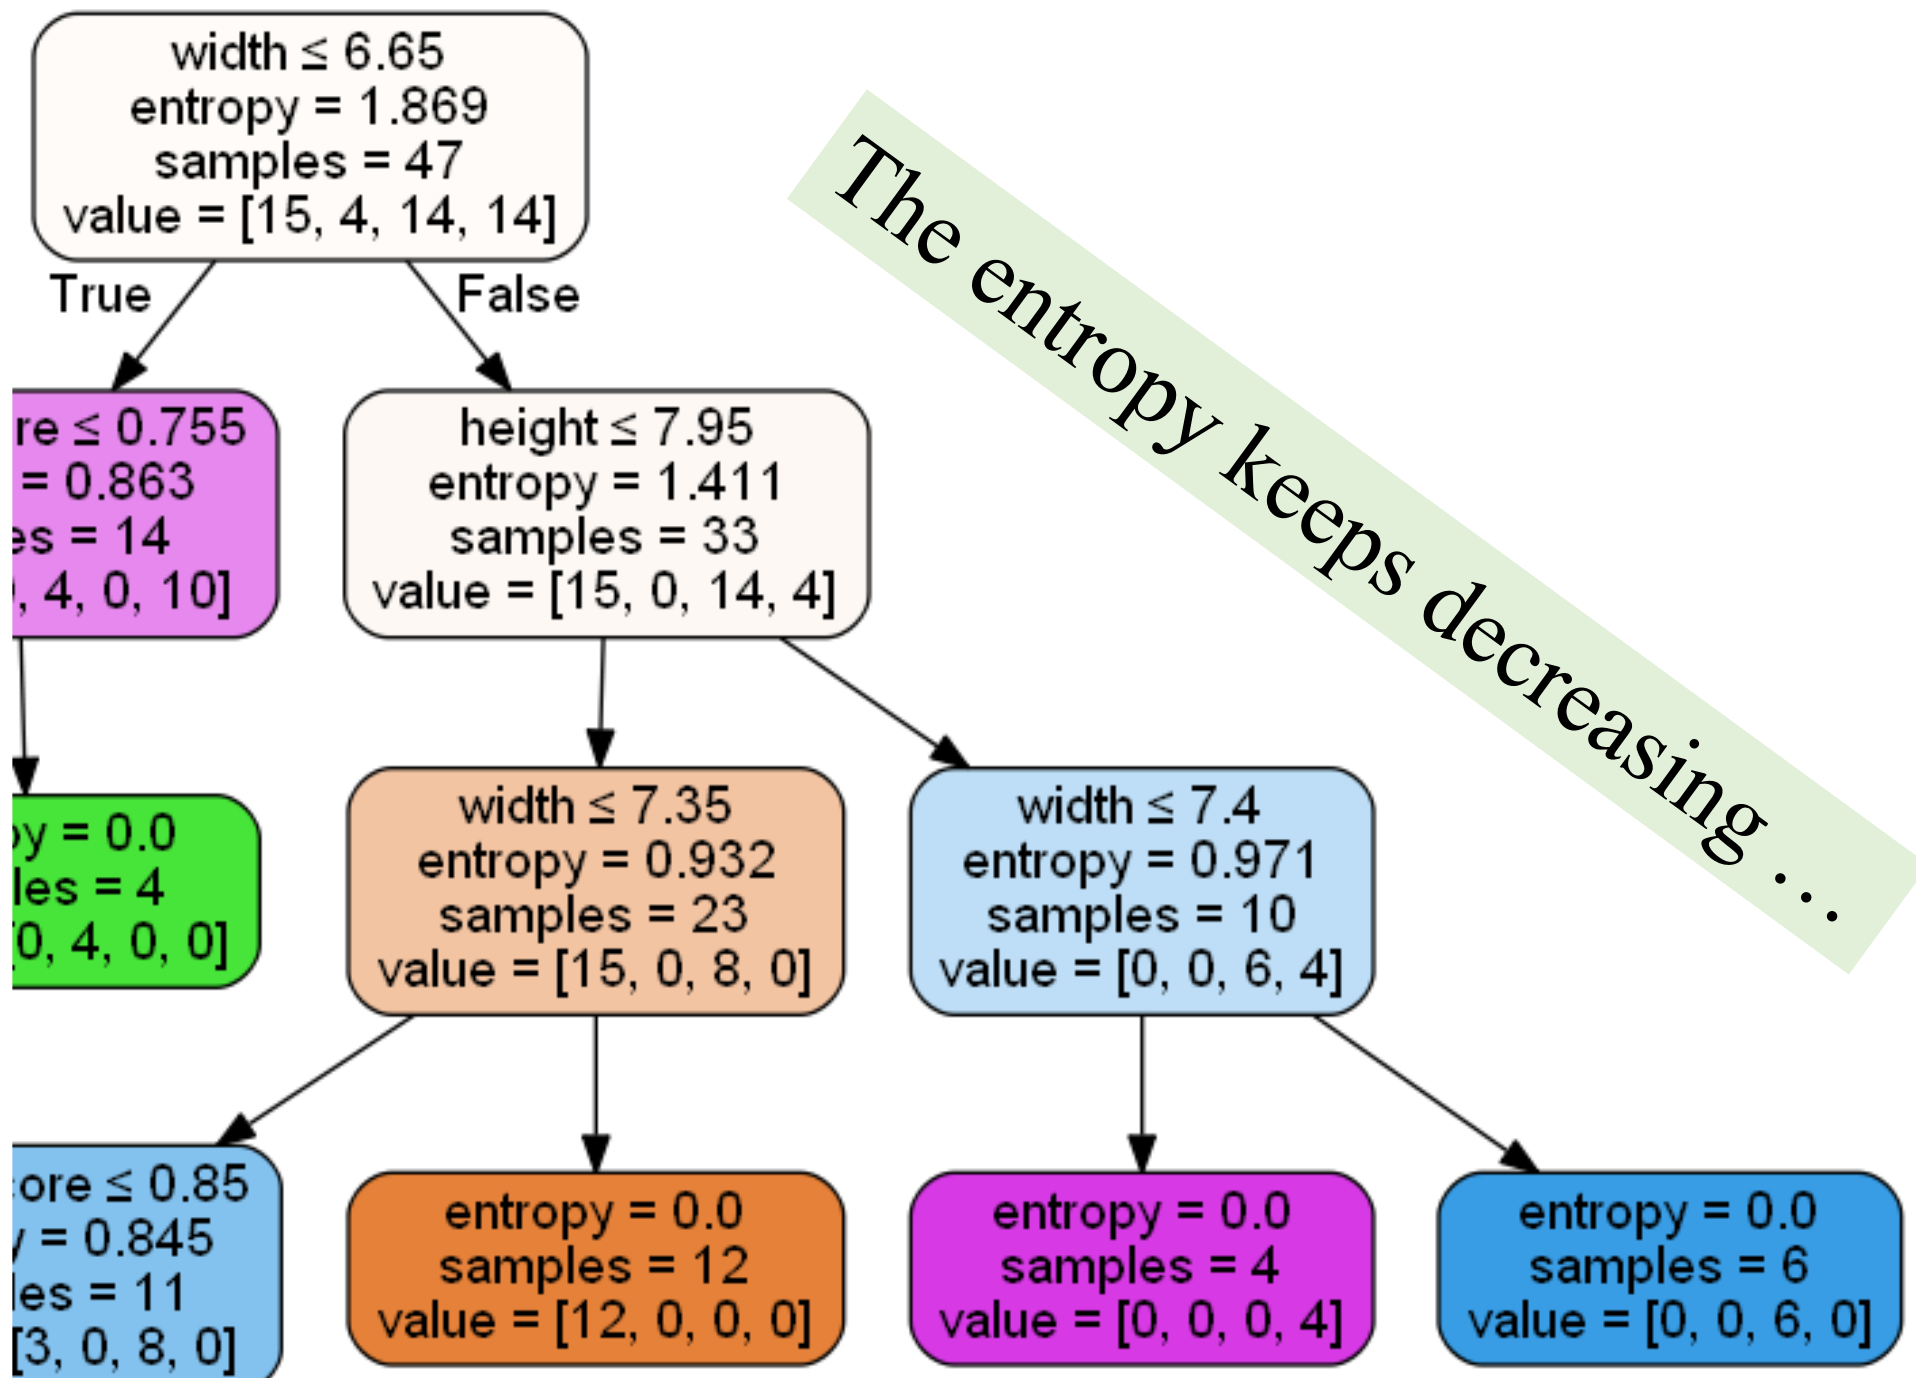 width ≤ 6.65
entropy = 1.869
samples = 47
value = [15, 4, 14, 14]
True
False
The entropy keeps decreasing ...
re ≤ 0.755
= 0.863
es = 14
, 4, 0, 10]
height ≤ 7.95
entropy = 1.411
samples = 33
value = [15, 0, 14, 4]
py = 0.0
les = 4
[0, 4, 0, 0]
width ≤ 7.35
entropy = 0.932
samples = 23
value = [15, 0, 8, 0]
width ≤ 7.4
entropy = 0.971
samples = 10
value = [0, 0, 6, 4]
ore ≤ 0.85
y = 0.845
les = 11
[3, 0, 8, 0]
entropy = 0.0
samples = 12
value = [12, 0, 0, 0]
entropy = 0.0
samples = 4
value = [0, 0, 0, 4]
entropy = 0.0
samples = 6
value = [0, 0, 6, 0]